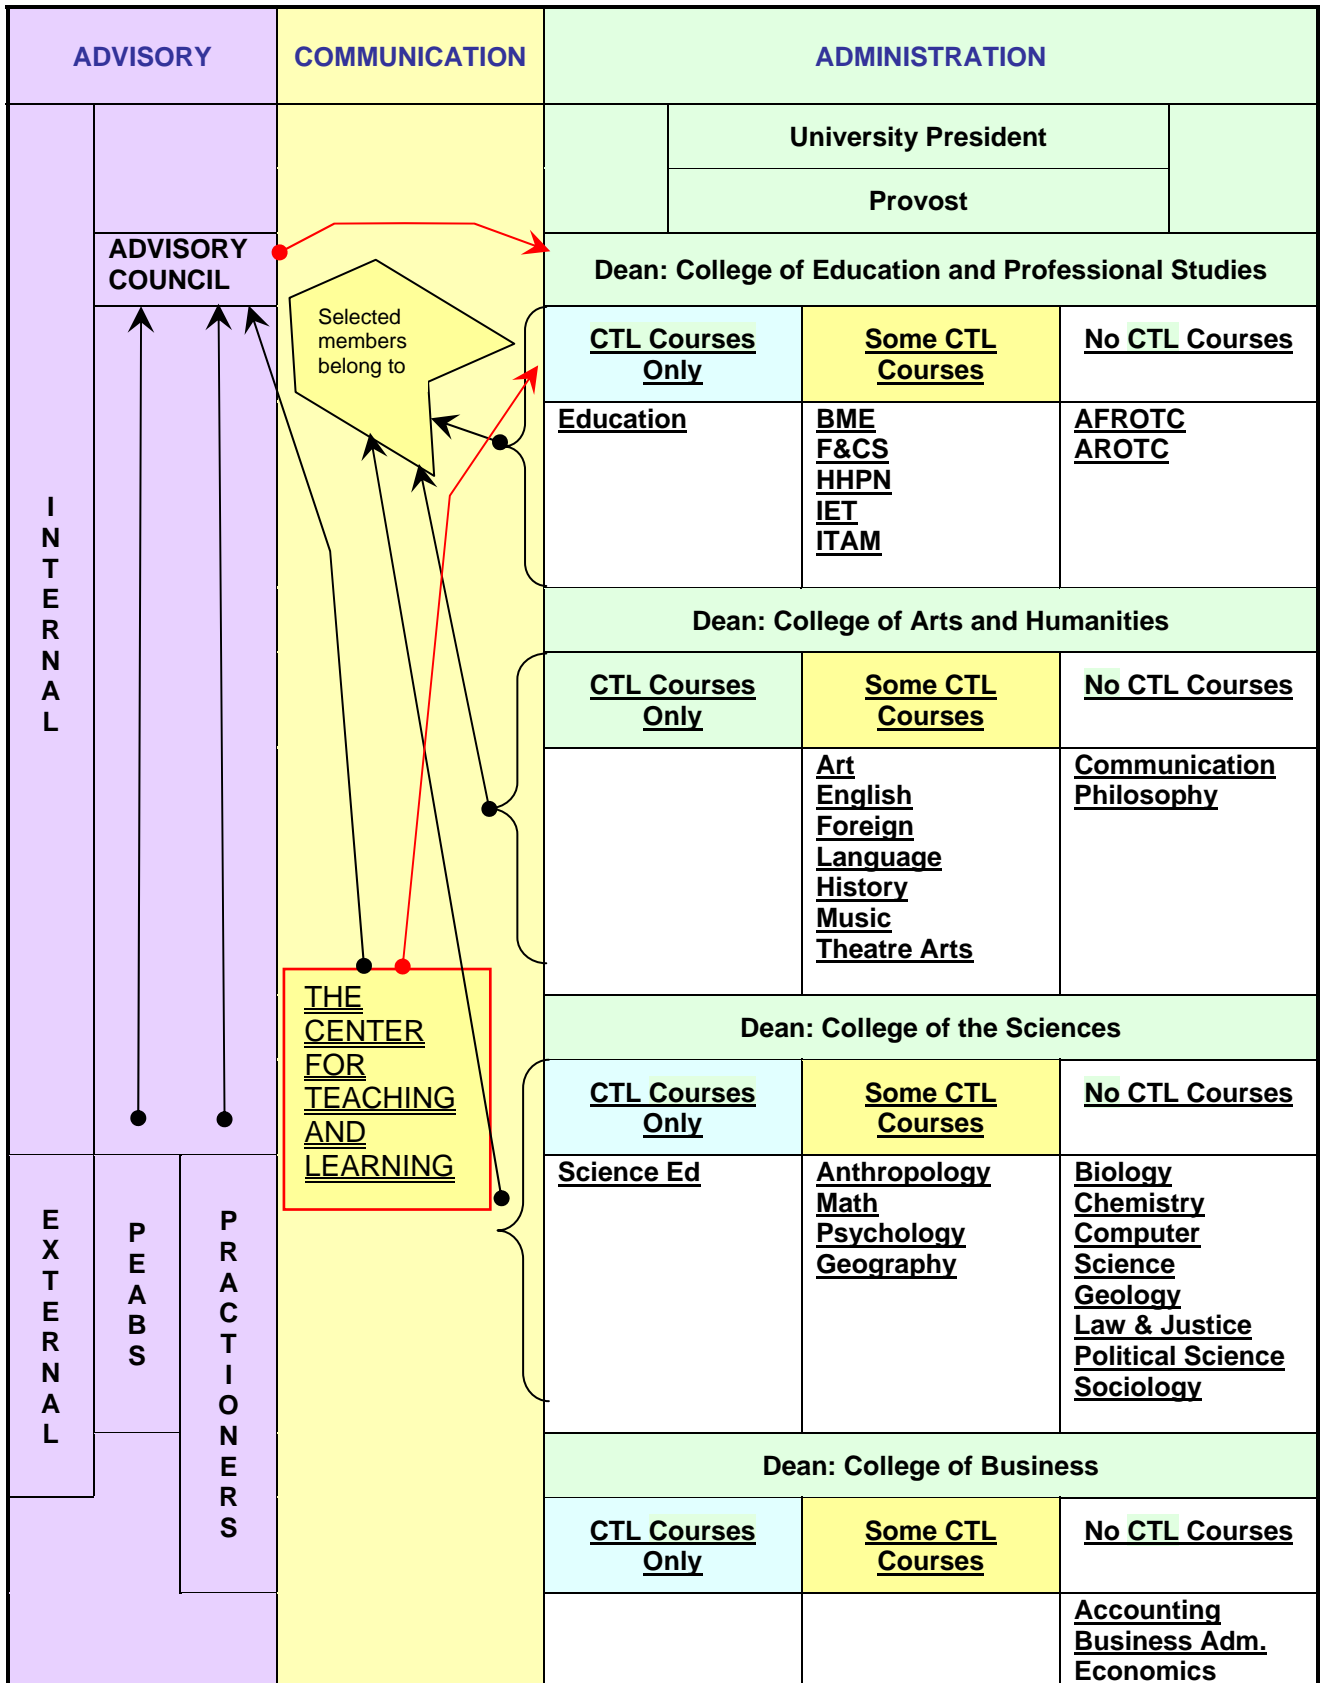 ADVISORY
COMMUNICATION
ADMINISTRATION
University President
Provost
ADVISORY
COUNCIL
Dean: College of Education and Professional Studies
Selected
members
belong to
CTL Courses
Only
Some CTL
Courses
No CTL Courses
Education
BME
F&CS
HHPN
IET
ITAM
AFROTC
AROTC
I
N
T
E
R
N
A
L
Dean: College of Arts and Humanities
CTL Courses
Only
Some CTL
Courses
No CTL Courses
Art
English
Foreign
Language
History
Music
Theatre Arts
Communication
Philosophy
THE
CENTER
FOR
TEACHING
AND
LEARNING
Dean: College of the Sciences
CTL Courses
Only
Some CTL
Courses
No CTL Courses
Science Ed
Anthropology
Math
Psychology
Geography
Biology
Chemistry
Computer
Science
Geology
Law & Justice
Political Science
Sociology
E
X
T
E
R
N
A
L
P
E
A
B
S
P
R
A
C
T
I
O
N
E
R
S
Dean: College of Business
CTL Courses
Only
Some CTL
Courses
No CTL Courses
Accounting
Business Adm.
Economics